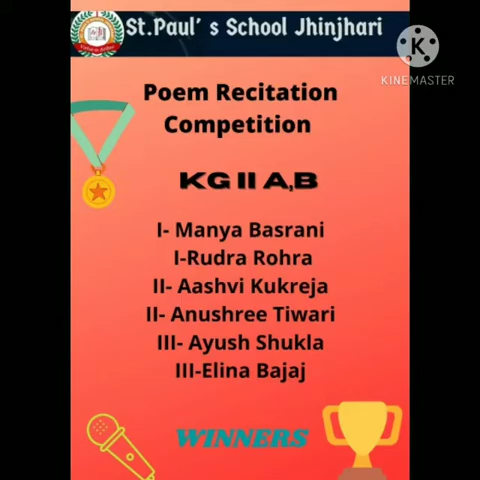 St.Paul' s School Jhinjhari
KINEMASTER
Poem Recitation
Competition
KG II A,B
I- Manya Basrani
I-Rudra Rohra
II- Aashvi Kukreja
II- Anushree Tiwari
III- Ayush Shukla
III-Elina Bajaj
WINNERS